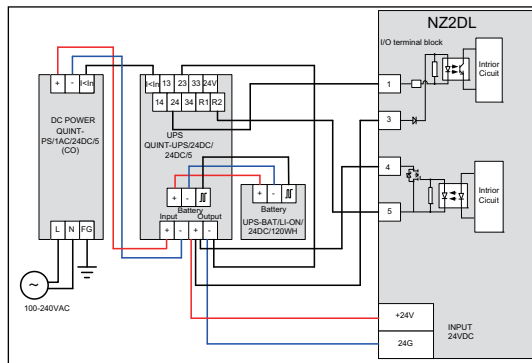 NZ2DL
I/O terminal block
+
-
I<In
DC POWER
QUINT-
PS/1AC/24DC/5
(CO)
L
N
FG
100-240VAC
I<In
13
23
33
24V
14
24
34
R1
R2
UPS
QUINT-UPS/24DC/
24DC/5
+
-
Battery
Input
Output
+
-
+
-
+
-
Battery
UPS-BAT/LI-ON/
24DC/120WH
1
3
4
5
Intrior
Cicuit
Intrior
Circuit
+24V
24G
INPUT
24VDC